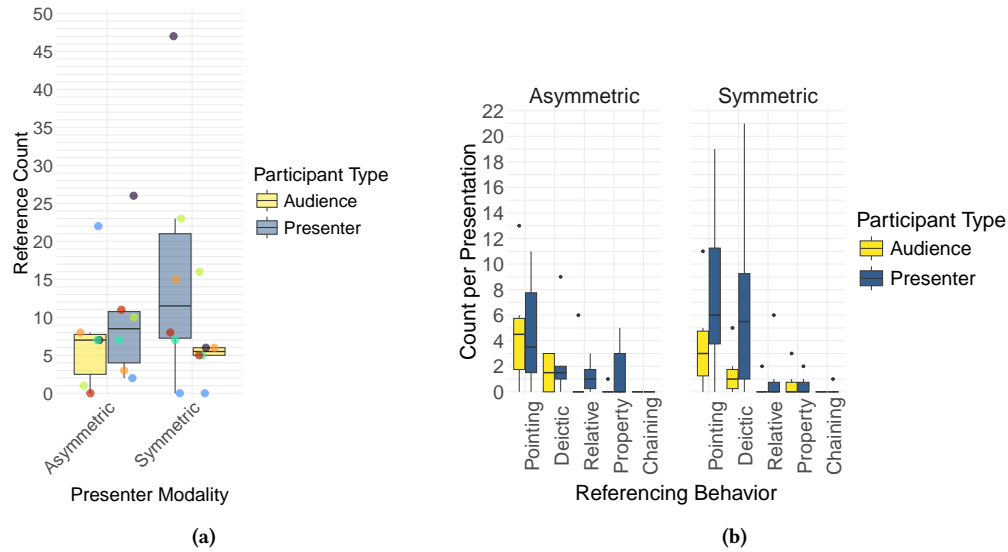 50
45
40
35
30
25
20
15
10
5
0
Reference Count
Asymmetric
Symmetric
Presenter Modality
Participant Type
Audience
Presenter
(a)
Asymmetric
Symmetric
22
20
18
16
14
12
10
8
6
4
2
0
Count per Presentation
Pointing
Deictic
Relative
Property
Chaining
Pointing
Deictic
Relative
Property
Chaining
Referencing Behavior
Participant Type
Audience
Presenter
(b)